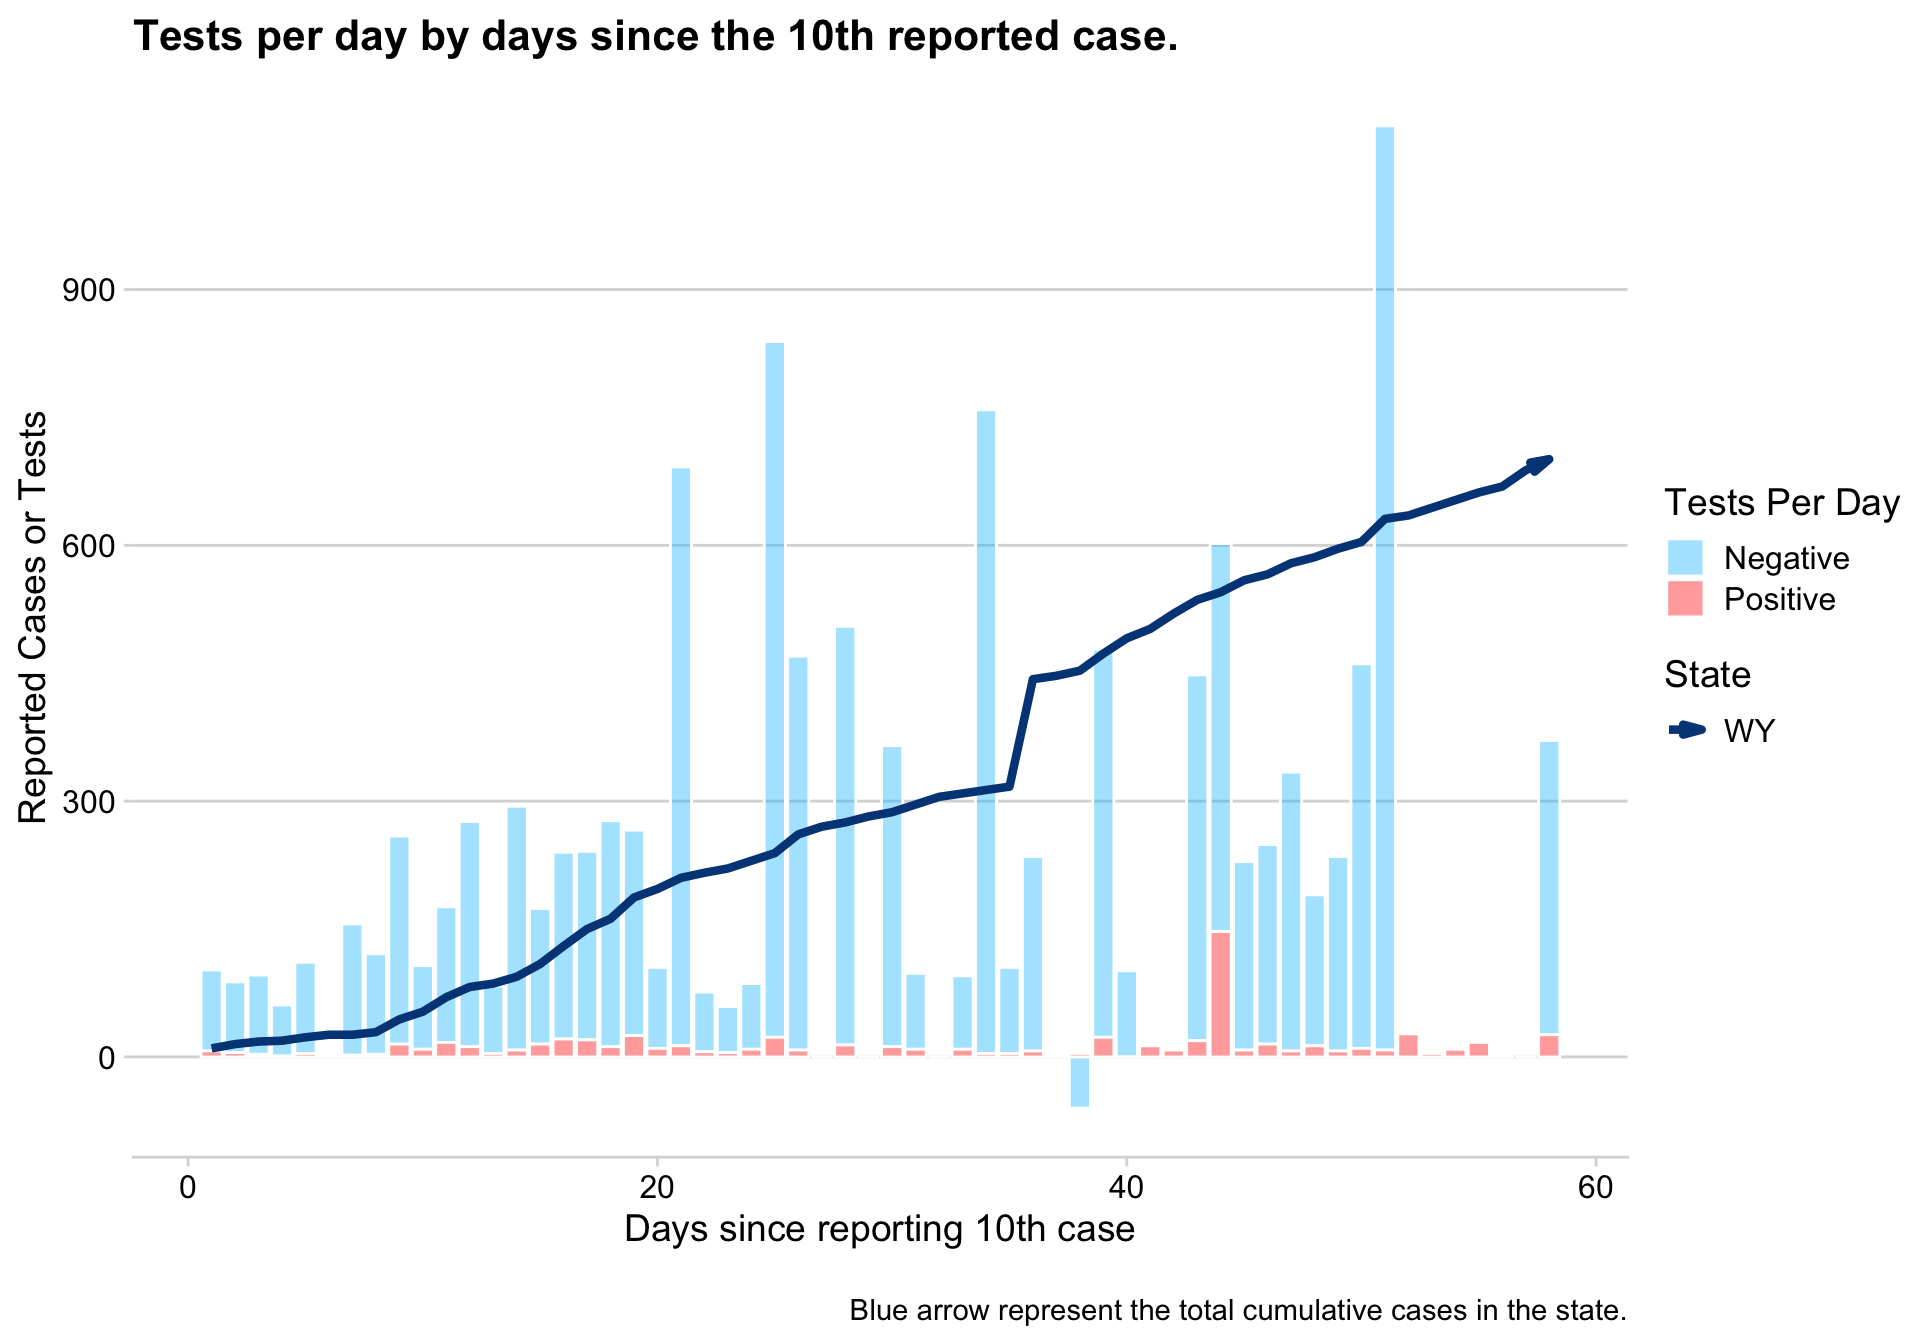 Tests per day by days since the 10th reported case.
Reported Cases or Tests
900
600
300
0
0
20
40
60
Days since reporting 10th case
Tests Per Day
Negative
Positive
State
WY
Blue arrow represent the total cumulative cases in the state.